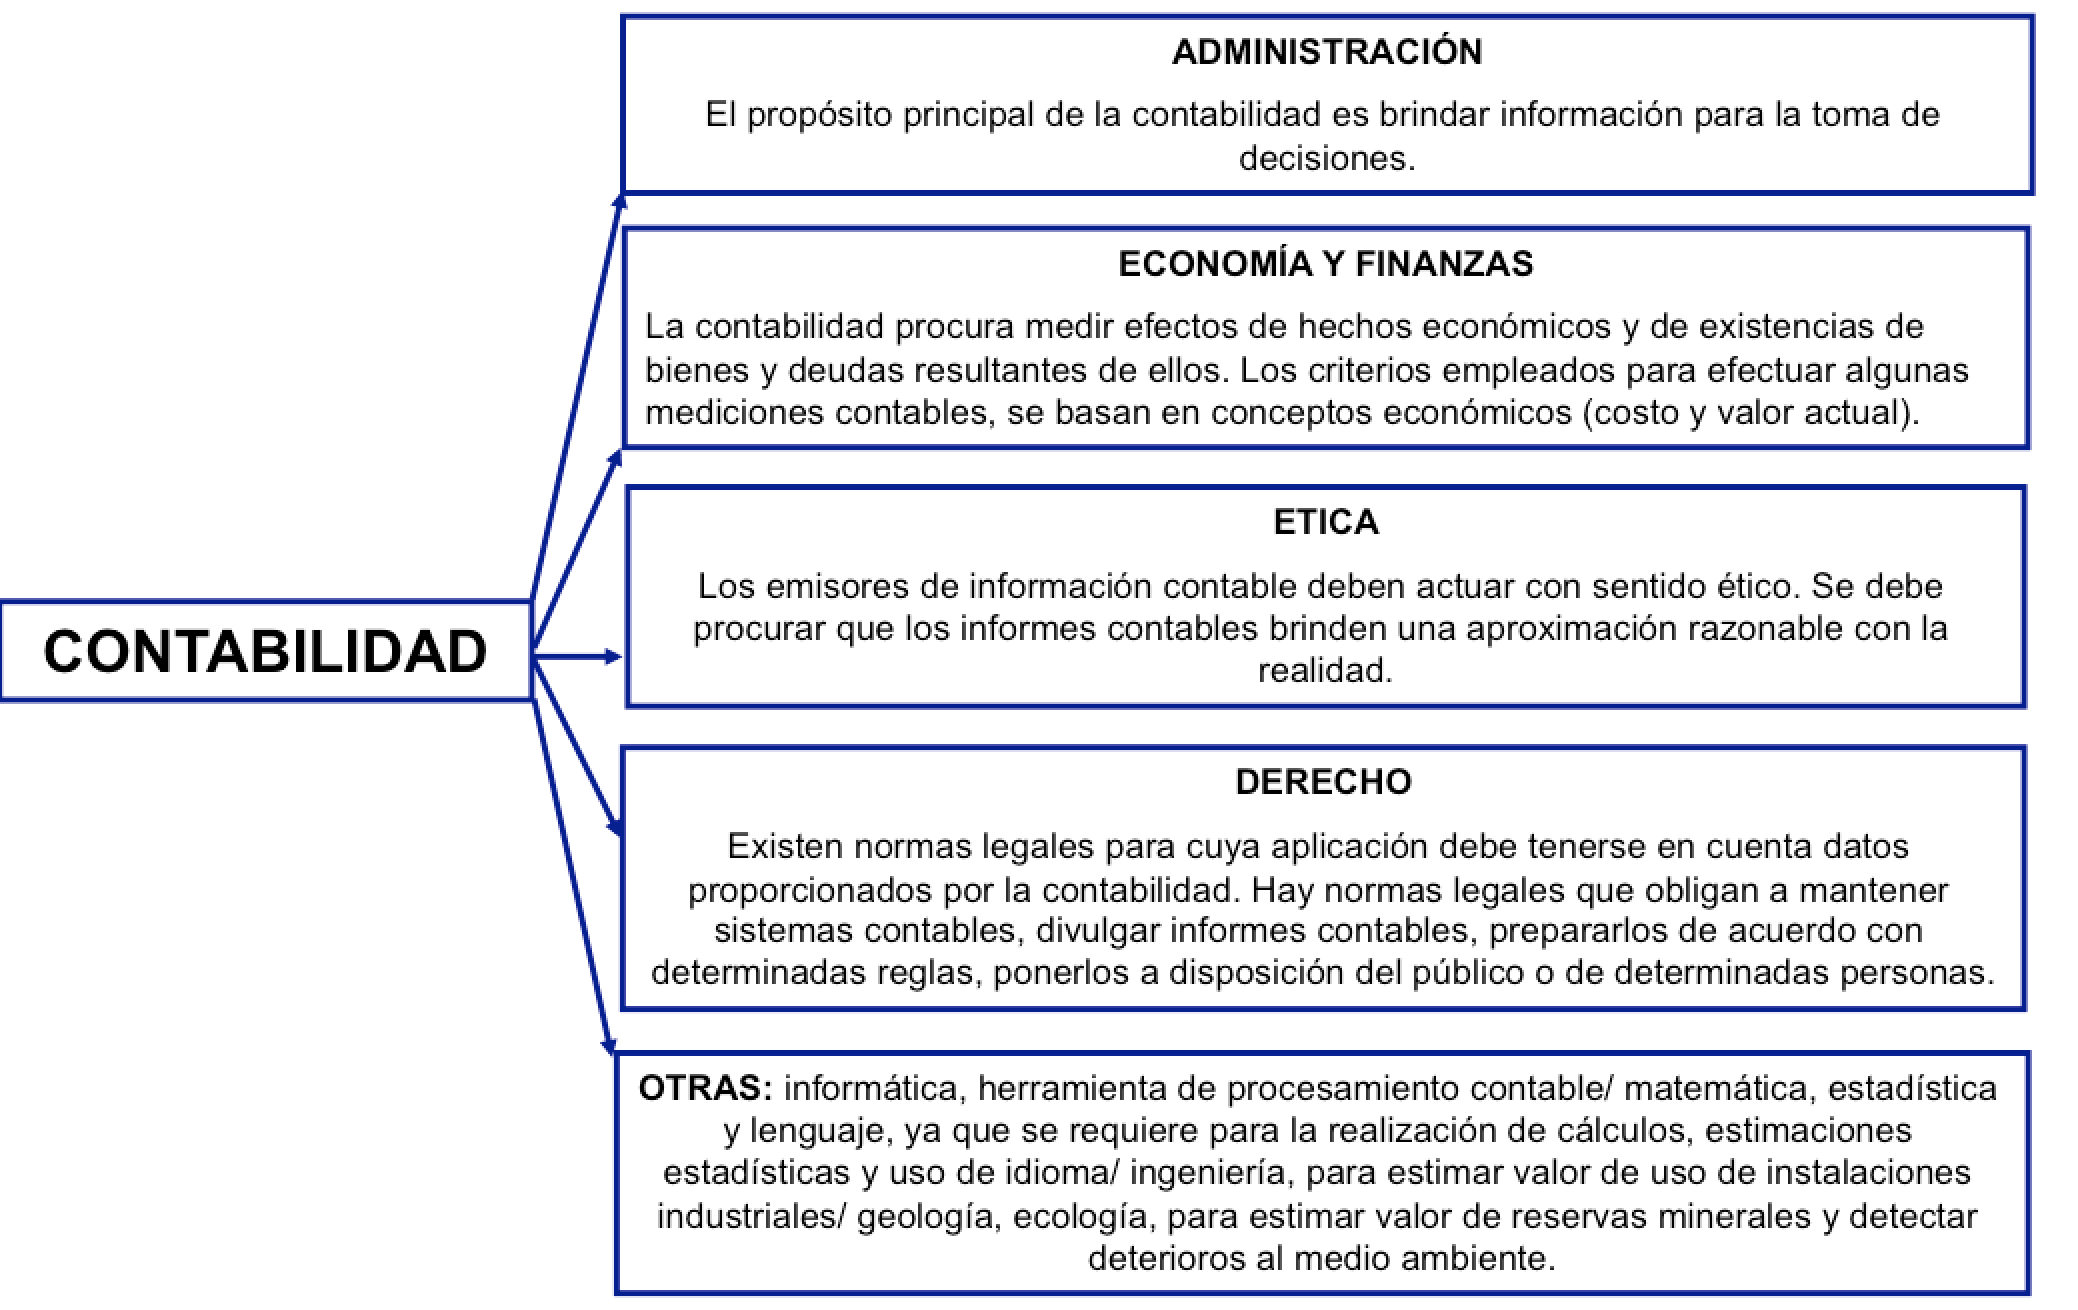 ADMINISTRACIÓN
El propósito principal de la contabilidad es brindar información para la toma de
decisiones.
ECONOMÍA Y FINANZAS
La contabilidad procura medir efectos de hechos económicos y de existencias de
bienes y deudas resultantes de ellos. Los criterios empleados para efectuar algunas
mediciones contables, se basan en conceptos económicos (costo y valor actual).
ETICA
Los emisores de información contable deben actuar con sentido ético. Se debe
procurar que los informes contables brinden una aproximación razonable con la
realidad.
CONTABILIDAD
DERECHO
Existen normas legales para cuya aplicación debe tenerse en cuenta datos
proporcionados por la contabilidad. Hay normas legales que obligan a mantener
sistemas contables, divulgar informes contables, prepararlos de acuerdo con
determinadas reglas, ponerlos a disposición del público o de determinadas personas.
OTRAS: informática, herramienta de procesamiento contable/ matemática, estadística
y lenguaje, ya que se requiere para la realización de cálculos, estimaciones
estadísticas y uso de idioma/ ingeniería, para estimar valor de uso de instalaciones
industriales/ geología, ecología, para estimar valor de reservas minerales y detectar
deterioros al medio ambiente.